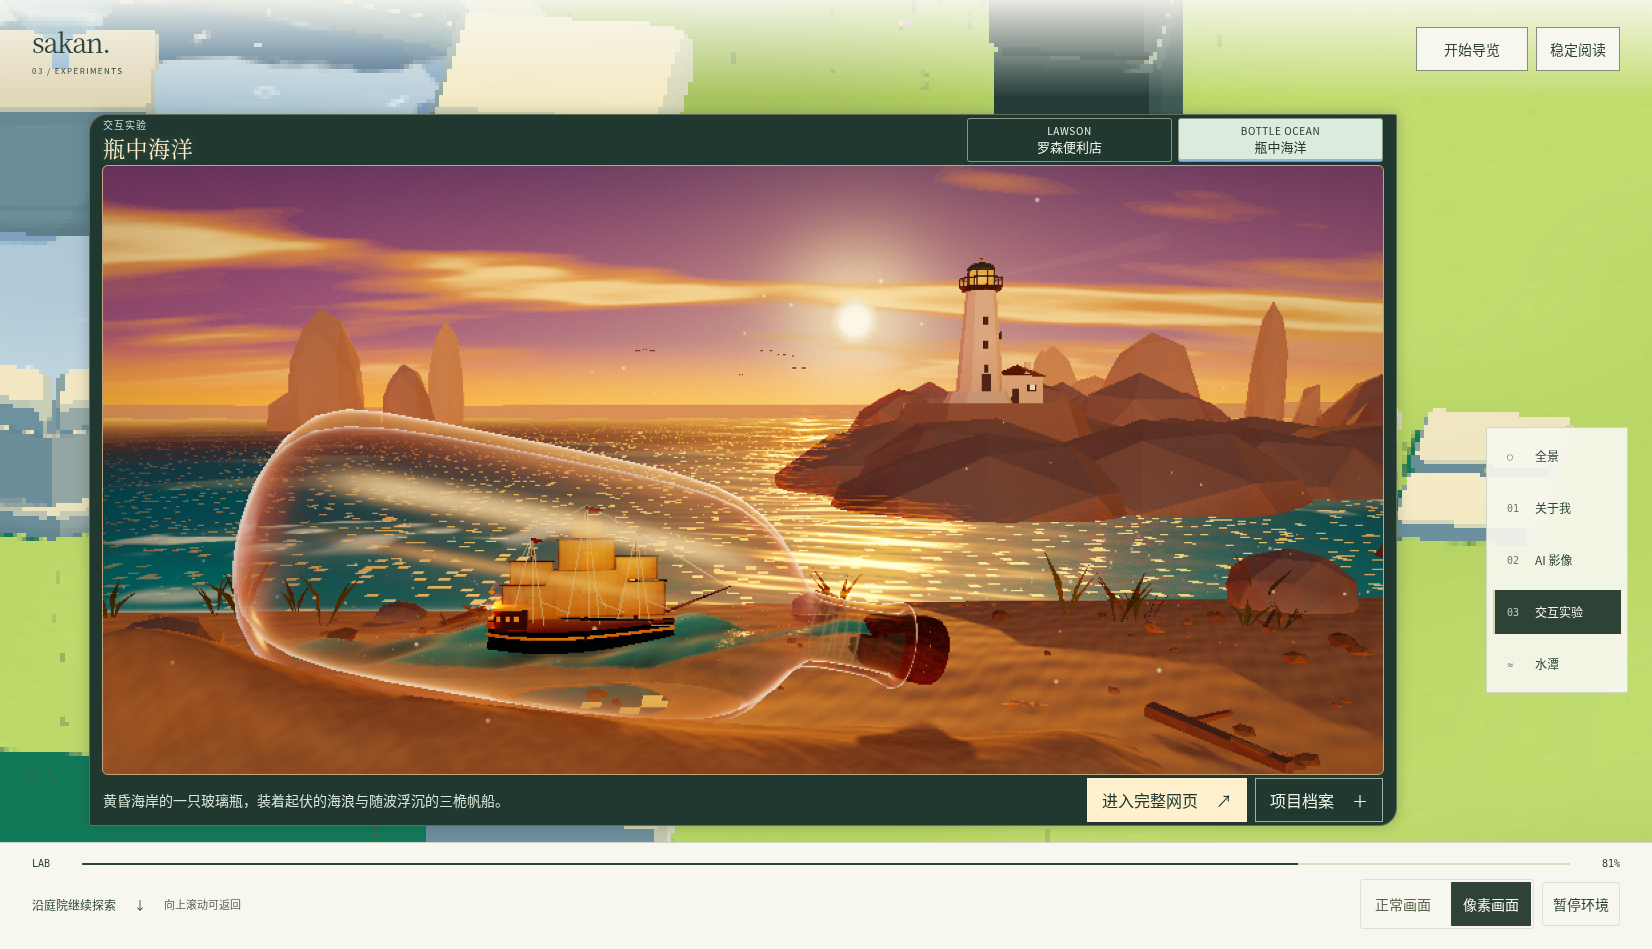 sakan.
03 / EXPERIMENTS
开始导览
稳定阅读
交互实验
瓶中海洋
LAWSON
罗森便利店
BOTTLE OCEAN
瓶中海洋
全景
01 关于我
02 AI 影像
03 交互实验
≈ 水潭
黄昏海岸的一只玻璃瓶，装着起伏的海浪与随波浮沉的三桅帆船。
进入完整网页 ↗
项目档案 +
LAB
81%
沿庭院继续探索 ↓ 向上滚动可返回
正常画面
像素画面
暂停环境